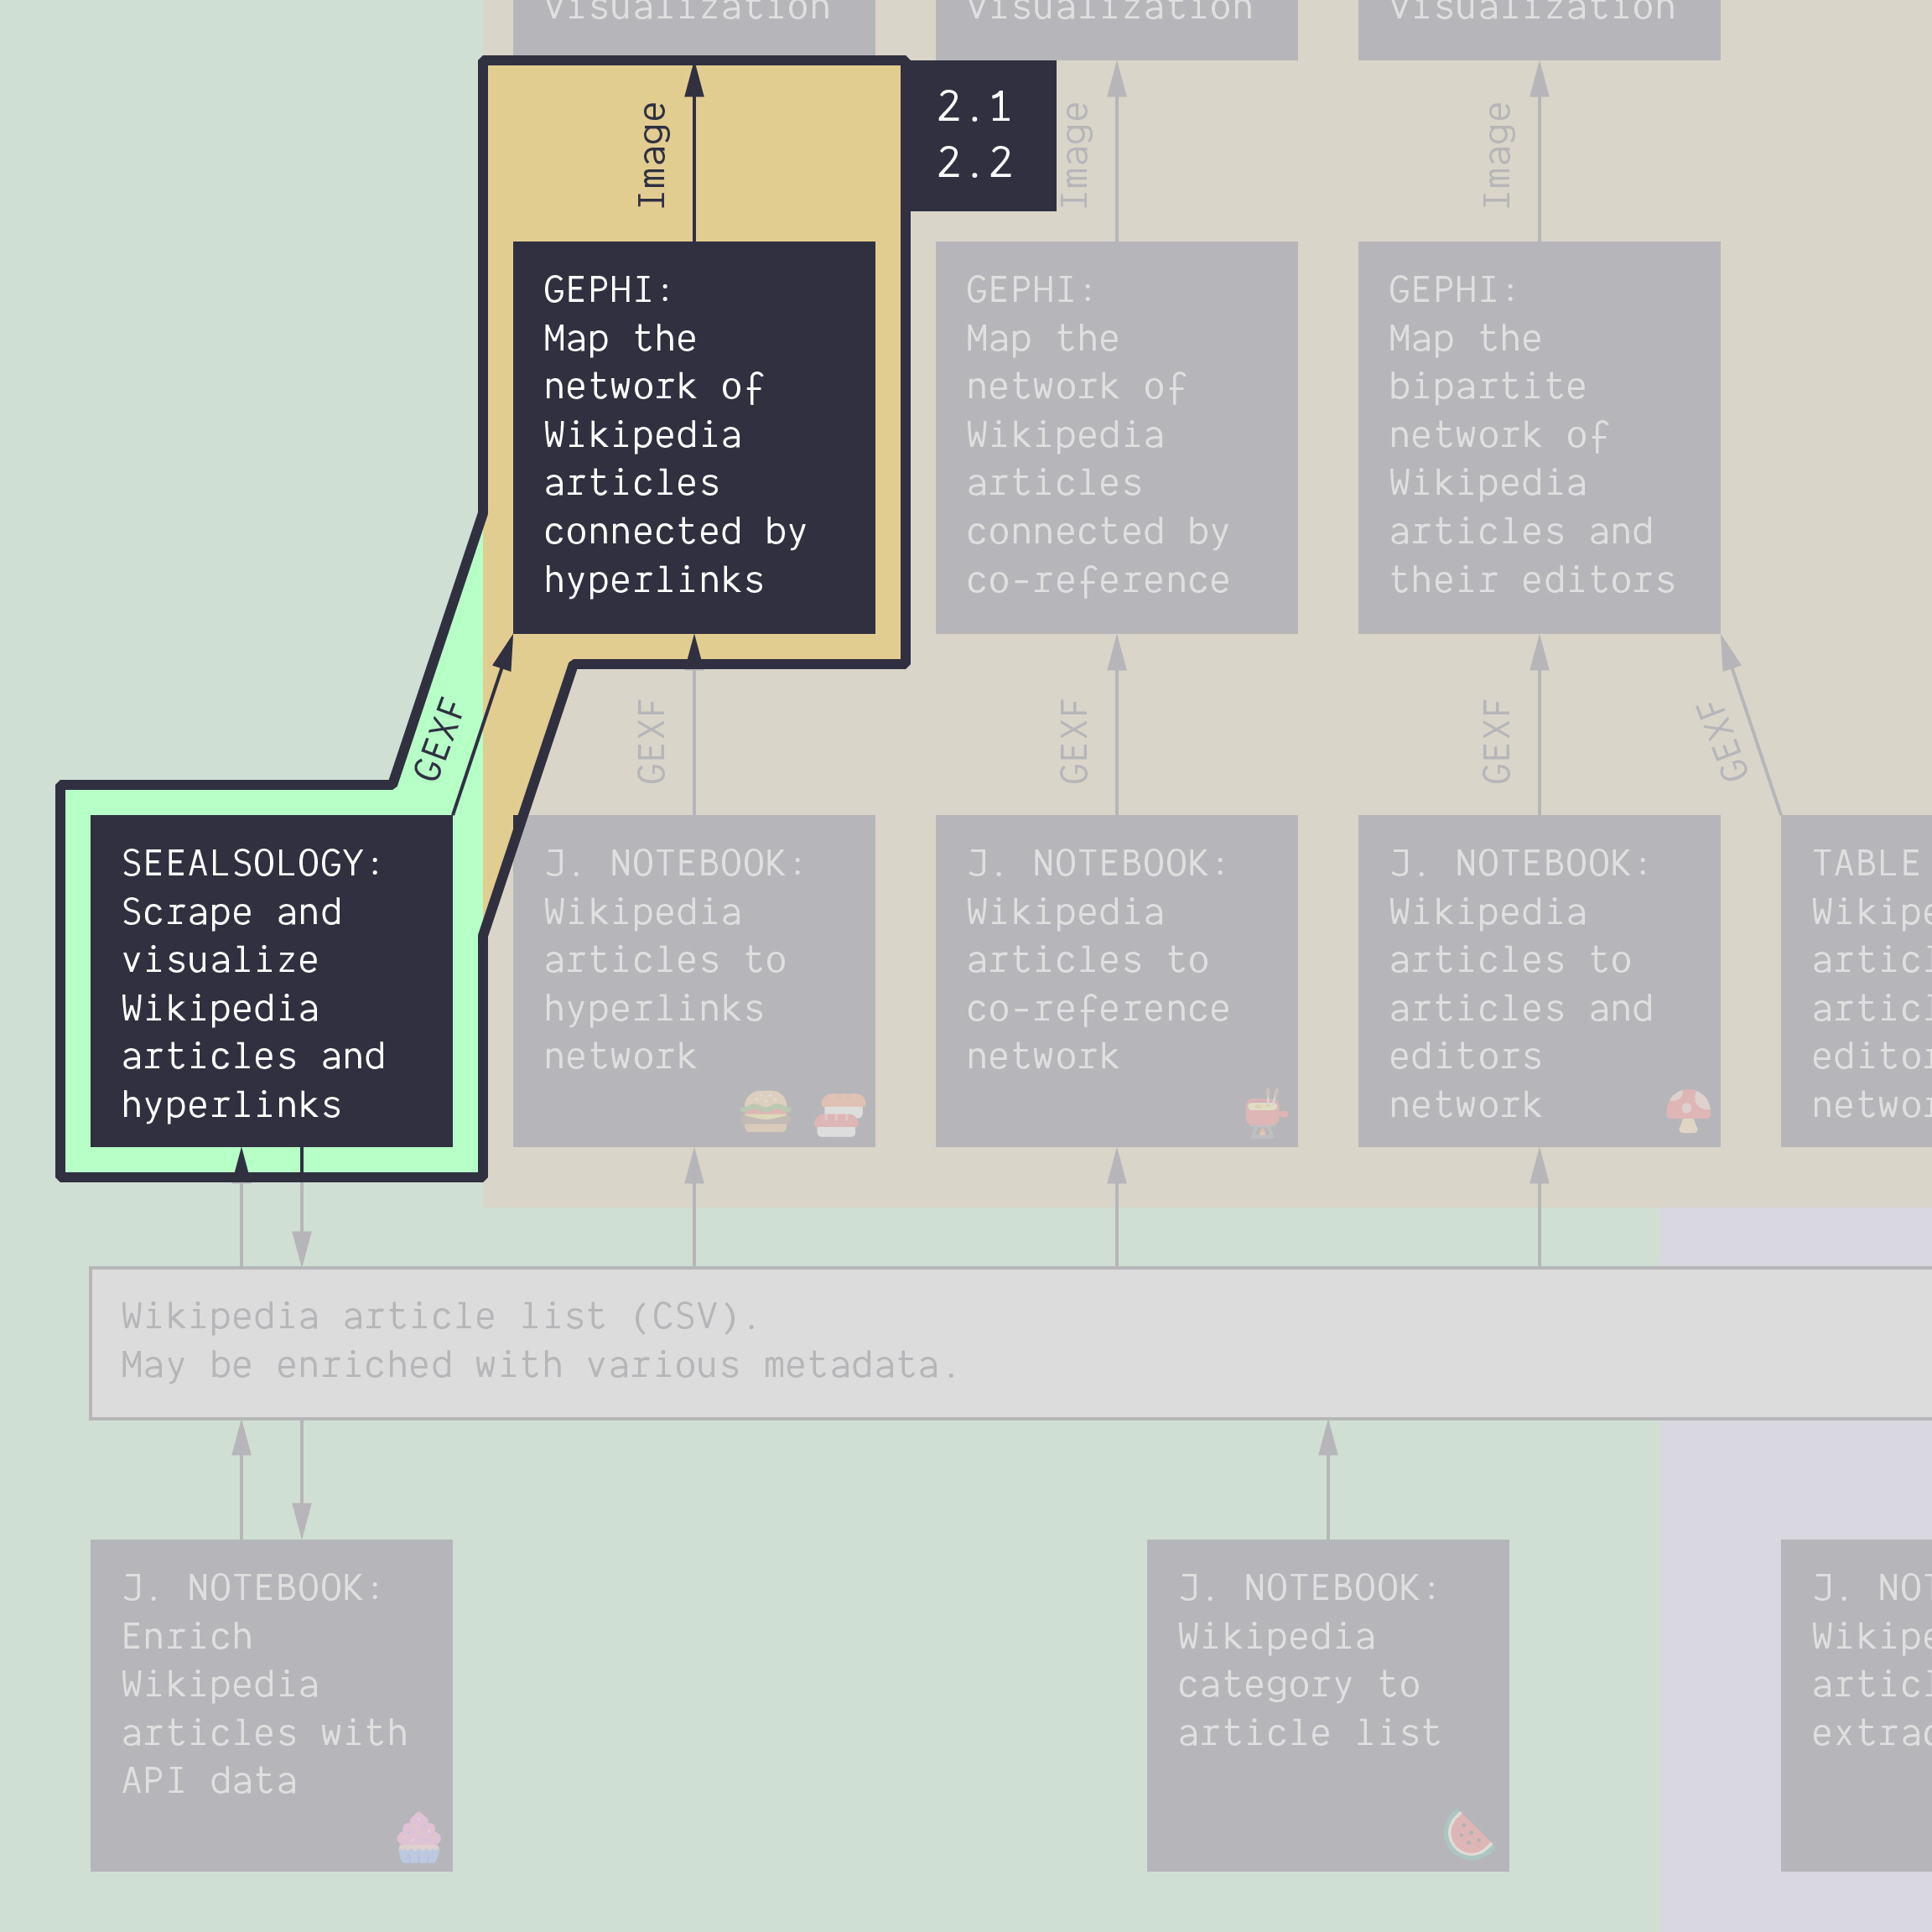 Visualization
Visualization
Visualization
2.1
2.2
Image
Image
Image
GEPHI:
Map the
network of
Wikipedia
articles
connected by
hyperlinks
GEPHI:
Map the
network of
Wikipedia
articles
connected by
co-reference
GEPHI:
Map the
bipartite
network of
Wikipedia
articles and
their editors
GEXF
GEXF
GEXF
GEXF
GEXF
SEEALSOLOGY:
Scrape and
visualize
Wikipedia
articles and
hyperlinks
J. NOTEBOOK:
Wikipedia
articles to
hyperlinks
network
J. NOTEBOOK:
Wikipedia
articles to
co-reference
network
J. NOTEBOOK:
Wikipedia
articles to
articles and
editors
network
TABLE
Wikipe
articl
articl
editor
networ
Wikipedia article list (CSV).
May be enriched with various metadata.
J. NOTEBOOK:
Enrich
Wikipedia
articles with
API data
J. NOTEBOOK:
Wikipedia
category to
article list
J. NOT
Wikipe
articl
extrac